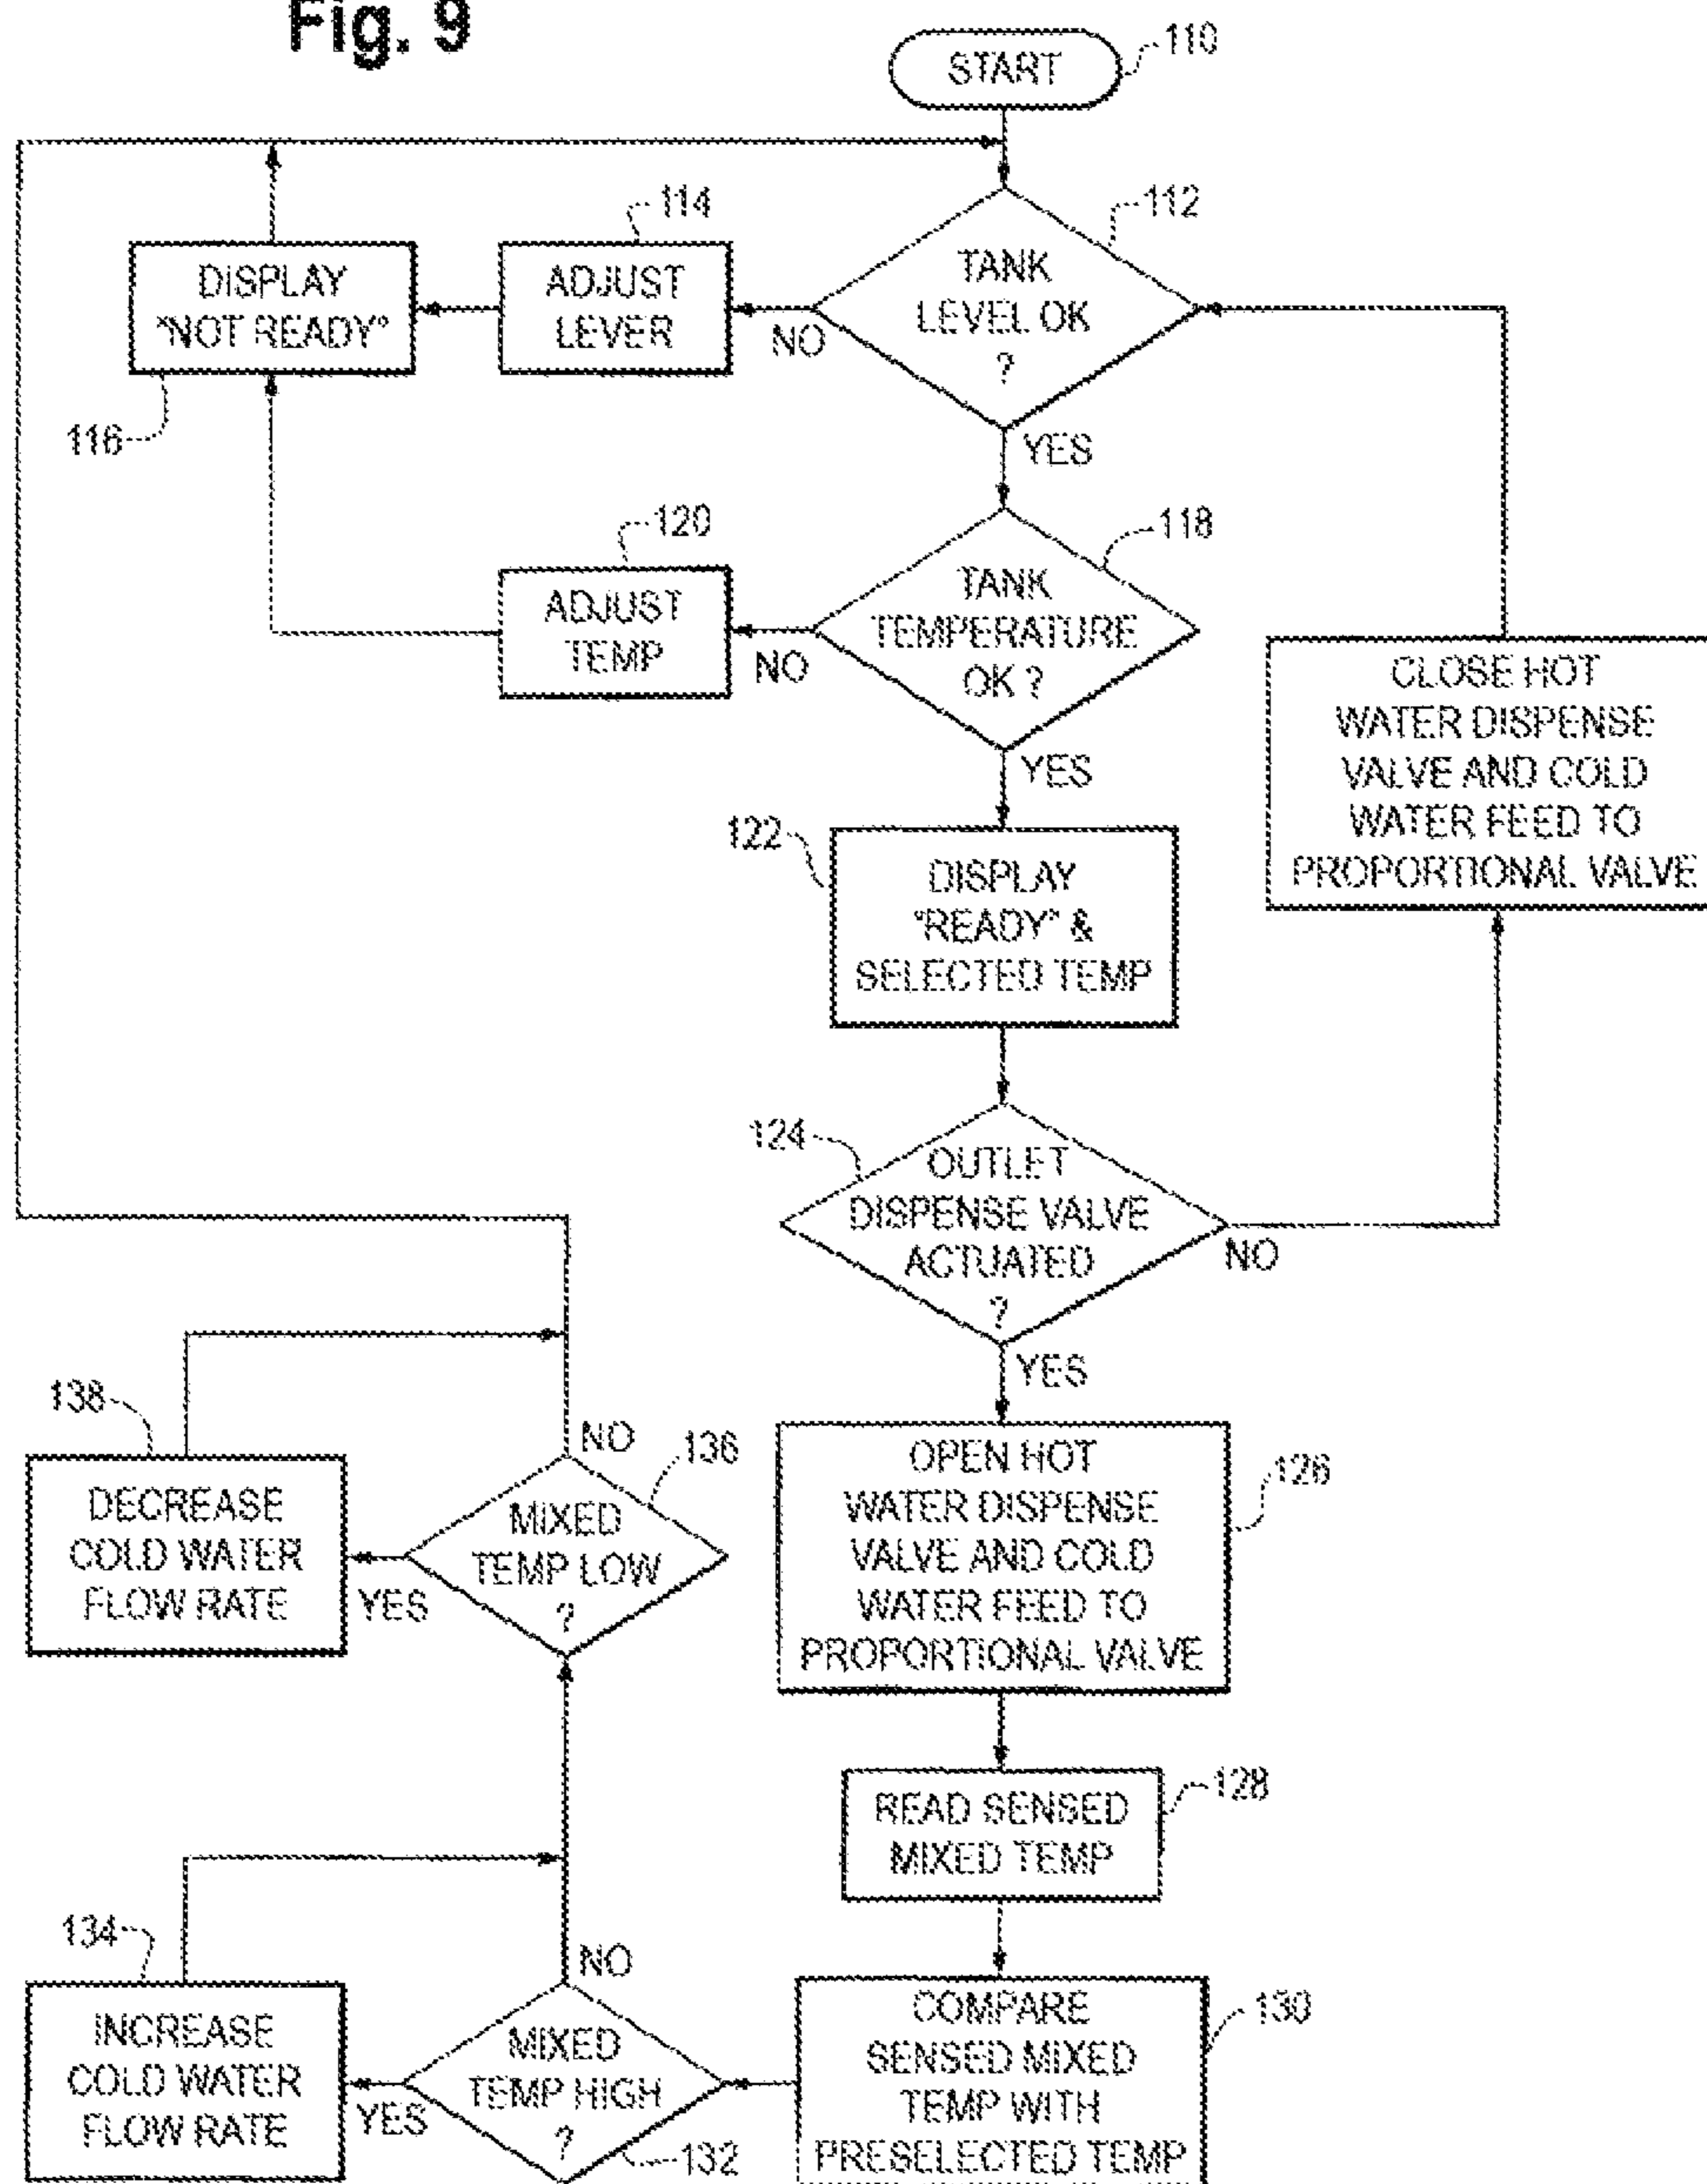 Fig. 9
START
110
112
TANK
LEVEL OK
?
NO
YES
114
ADJUST
LEVER
DISPLAY
"NOT READY"
116
118
TANK
TEMPERATURE
OK ?
NO
YES
120
ADJUST
TEMP
CLOSE HOT
WATER DISPENSE
VALVE AND COLD
WATER FEED TO
PROPORTIONAL VALVE
122
DISPLAY
"READY" &
SELECTED TEMP
124
OUTLET
DISPENSE VALVE
ACTUATED
?
NO
YES
126
OPEN HOT
WATER DISPENSE
VALVE AND COLD
WATER FEED TO
PROPORTIONAL VALVE
138
DECREASE
COLD WATER
FLOW RATE
NO
136
MIXED
TEMP LOW
?
YES
128
READ SENSED
MIXED TEMP
134
INCREASE
COLD WATER
FLOW RATE
NO
MIXED
TEMP HIGH
?
YES
132
130
COMPARE
SENSED MIXED
TEMP WITH
PRESELECTED TEMP